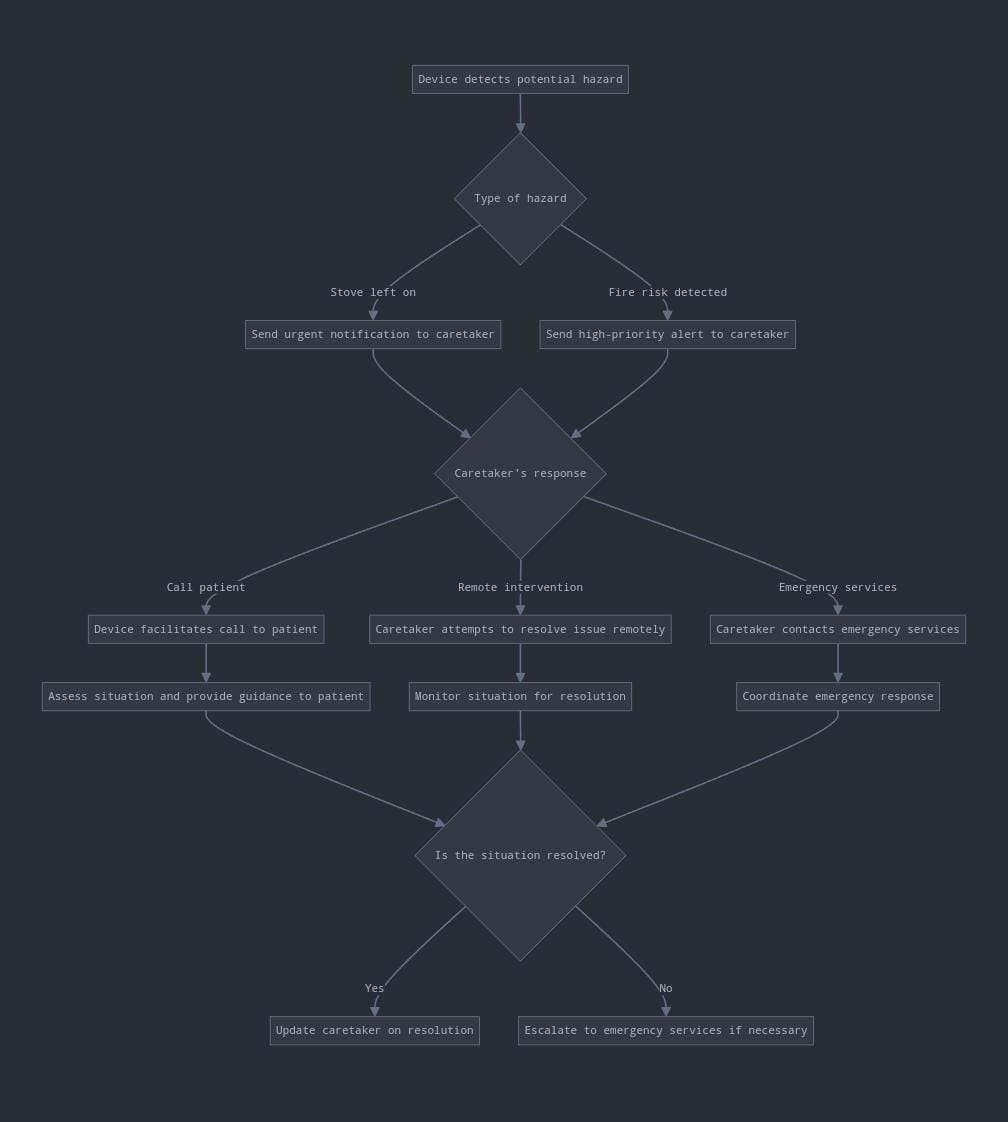 Device detects potential hazard
Type of hazard
Stove left on
Fire risk detected
Send urgent notification to caretaker
Send high-priority alert to caretaker
Caretaker's response
Call patient
Remote intervention
Emergency services
Device facilitates call to patient
Caretaker attempts to resolve issue remotely
Caretaker contacts emergency services
Assess situation and provide guidance to patient
Monitor situation for resolution
Coordinate emergency response
Is the situation resolved?
Yes
No
Update caretaker on resolution
Escalate to emergency services if necessary